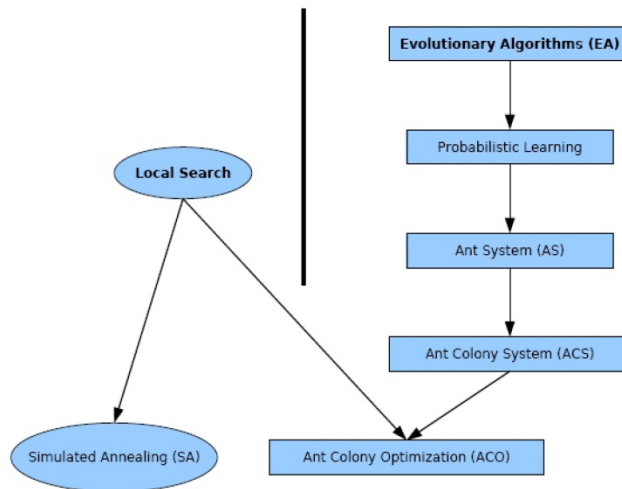 Evolutionary Algorithms (EA)
Probabilistic Learning
Local Search
Ant System (AS)
Ant Colony System (ACS)
Simulated Annealing (SA)
Ant Colony Optimization (ACO)